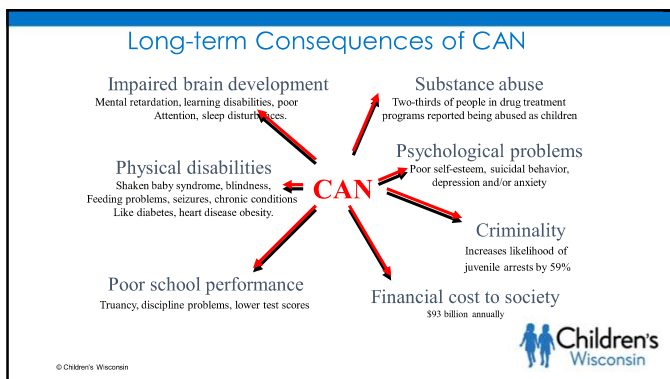 Long-term Consequences of CAN
Impaired brain development
Mental retardation, learning disabilities, poor
Attention, sleep disturbances.
Substance abuse
Two-thirds of people in drug treatment
programs reported being abused as children
Physical disabilities
Shaken baby syndrome, blindness,
Feeding problems, seizures, chronic conditions
Like diabetes, heart disease obesity.
CAN
Psychological problems
Poor self-esteem, suicidal behavior,
depression and/or anxiety
Criminality
Increases likelihood of
juvenile arrests by 59%
Poor school performance
Truancy, discipline problems, lower test scores
Financial cost to society
$93 billion annually
Children's
Wisconsin
© Children's Wisconsin